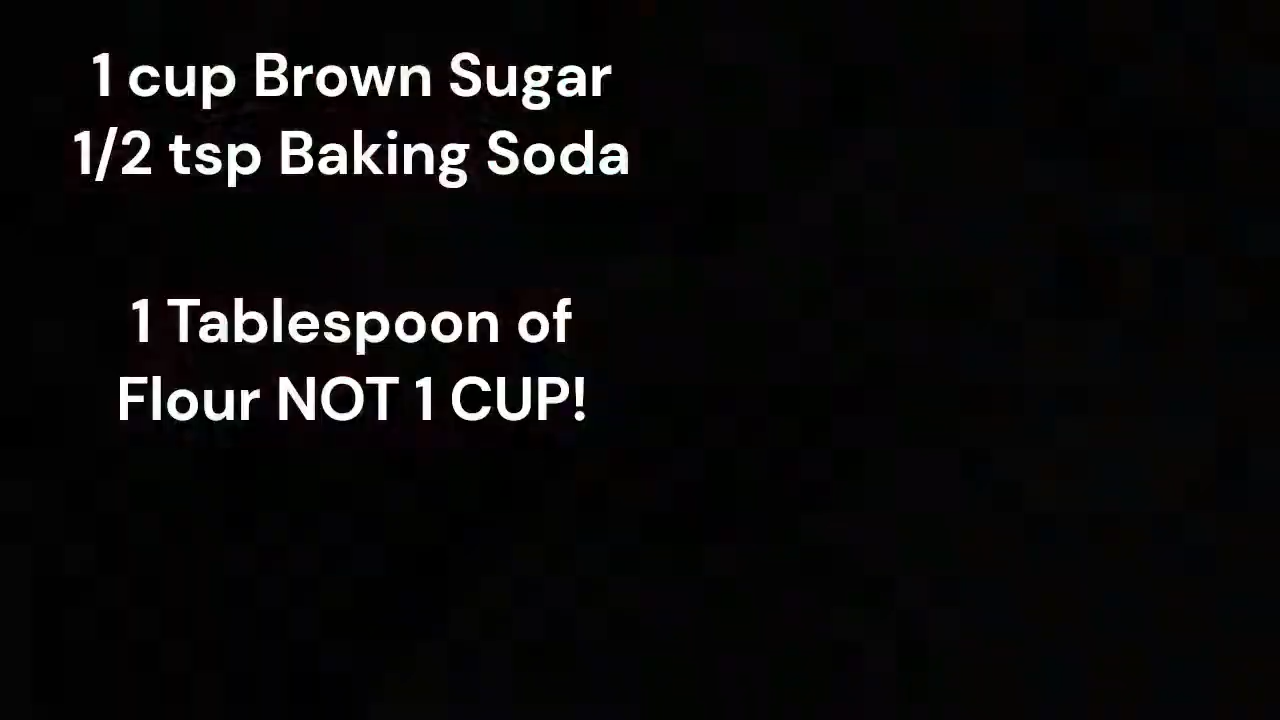 1 cup Brown Sugar
1/2 tsp Baking Soda
1 Tablespoon of
Flour NOT 1 CUP!